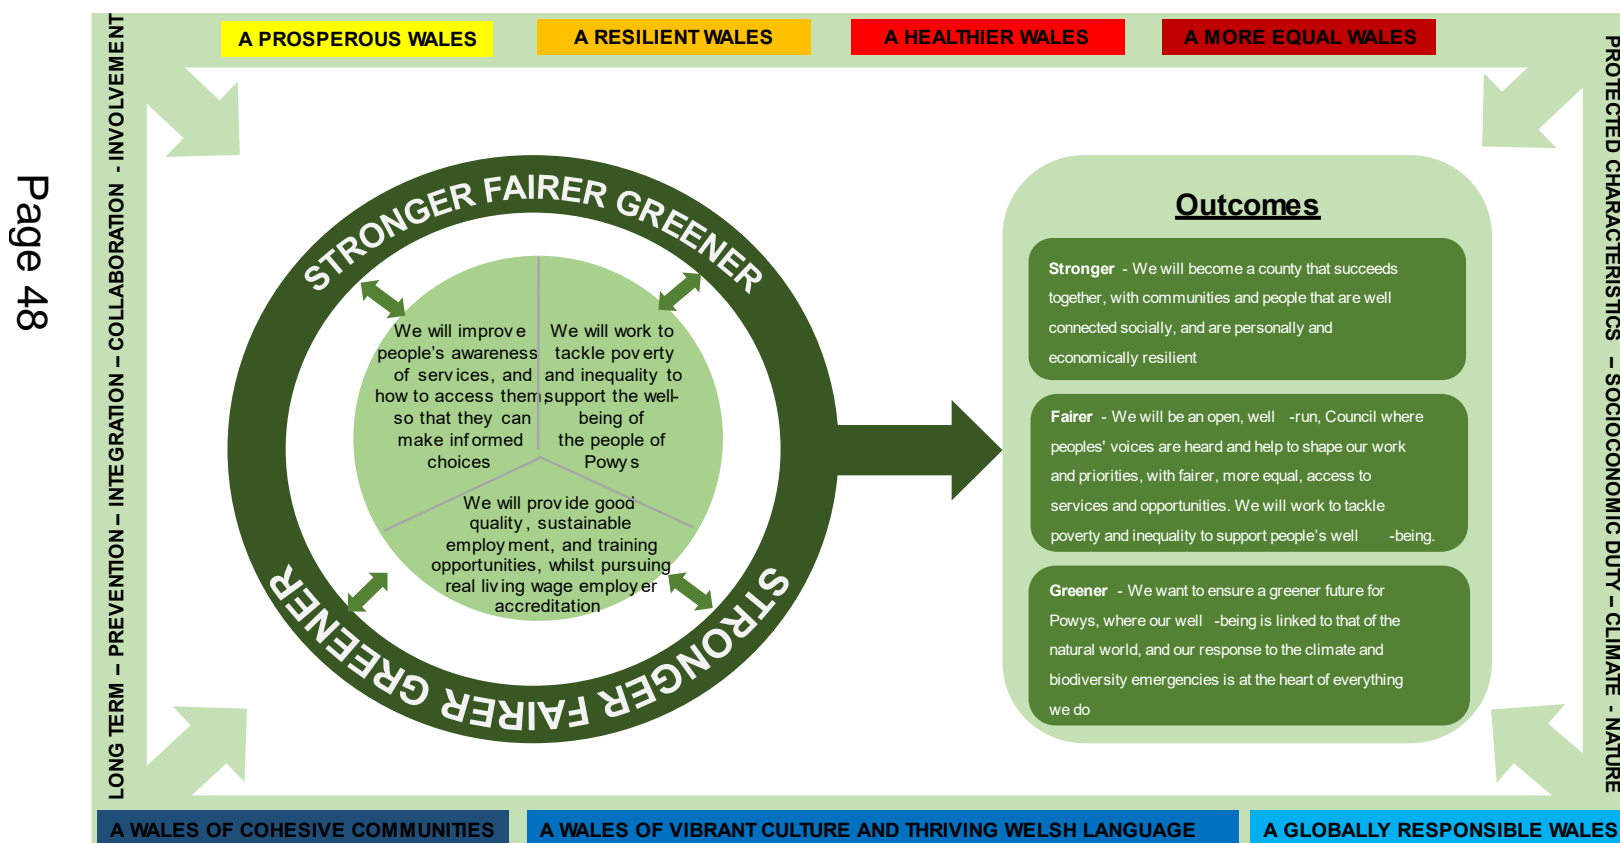 A PROSPEROUS WALES
A RESILIENT WALES
A HEALTHIER WALES
A MORE EQUAL WALES
Page 48
LONG TERM – PREVENTION – INTEGRATION – COLLABORATION - INVOLVEMENT
STRONGER FAIRER GREENER
We will improve
people's awareness
of services, and
how to access them,
so that they can
make informed
choices
We will work to
tackle poverty
and inequality to
support the well-
being of
the people of
Powys
We will provide good
quality, sustainable
employment, and training
opportunities, whilst pursuing
real living wage employer
accreditation
STRONGER FAIRER GREENER
Outcomes
Stronger - We will become a county that succeeds
together, with communities and people that are well
connected socially, and are personally and
economically resilient
Fairer - We will be an open, well -run, Council where
peoples' voices are heard and help to shape our work
and priorities, with fairer, more equal, access to
services and opportunities. We will work to tackle
poverty and inequality to support people's well -being.
Greener - We want to ensure a greener future for
Powys, where our well -being is linked to that of the
natural world, and our response to the climate and
biodiversity emergencies is at the heart of everything
we do
PROTECTED CHARACTERISTICS – SOCIOECONOMIC DUTY – CLIMATE - NATURE
A WALES OF COHESIVE COMMUNITIES
A WALES OF VIBRANT CULTURE AND THRIVING WELSH LANGUAGE
A GLOBALLY RESPONSIBLE WALES